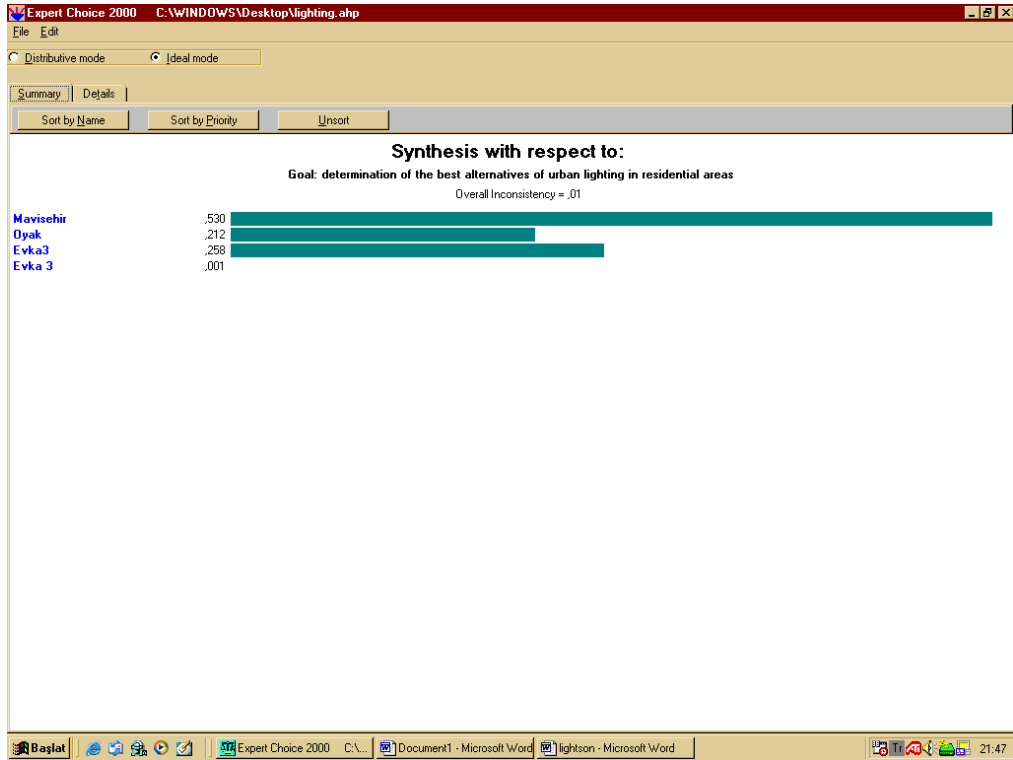 Expert Choice 2000 C:\WINDOWS\Desktop\lighting.ahp
File Edit
Distributive mode Ideal mode
Summary Details
Sort by Name Sort by Priority Unsort
Synthesis with respect to:
Goal: determination of the best alternatives of urban lighting in residential areas
Overall Inconsistency = ,01
Mavisehir ,530
Oyak ,212
Evka3 ,258
Evka 3 ,001
Başlat Expert Choice 2000 C:\... Document1 - Microsoft Word lightson - Microsoft Word Tr 21:47